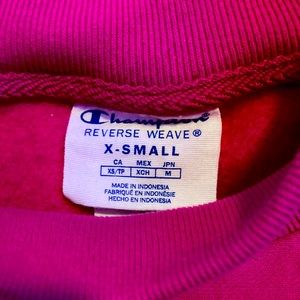 Champion
REVERSE WEAVE®
X-SMALL
CA MEX JPN
XS/TP XCH M
MADE IN INDONESIA
FABRIQUÉ EN INDONÉSIE
HECHO EN INDONESIA